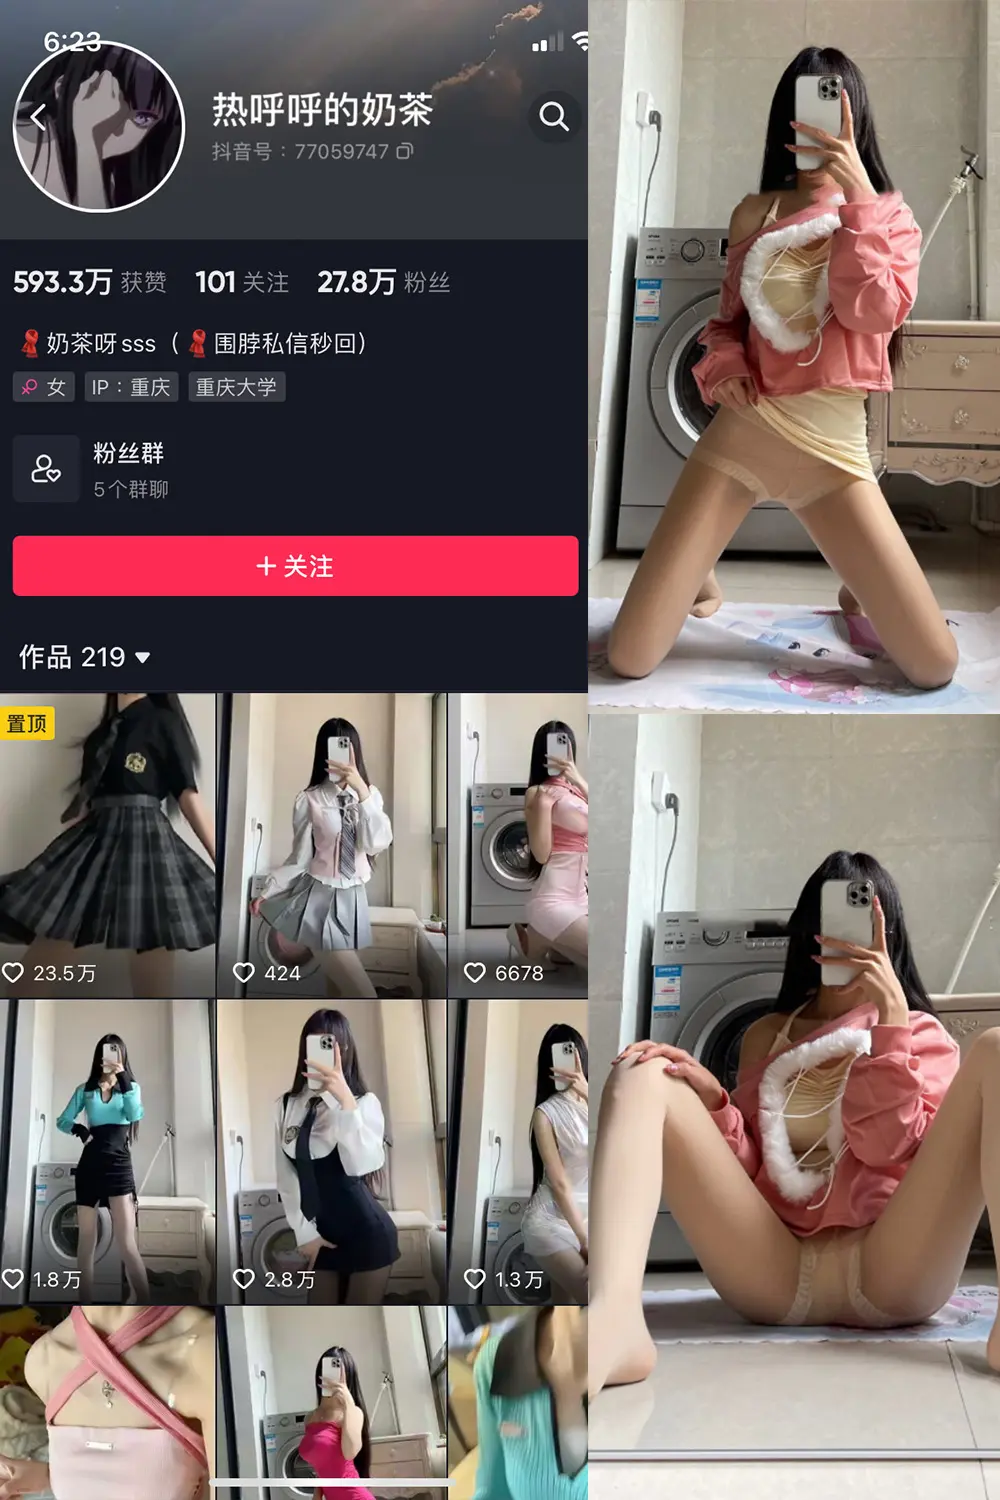 6:23
热呼呼的奶茶
抖音号：77059747
593.3万 获赞 101 关注 27.8万 粉丝
🧣奶茶呀sss（🧣围脖私信秒回）
女 IP：重庆 重庆大学
粉丝群
5个群聊
+ 关注
作品 219
置顶
23.5万 424 6678
1.8万 2.8万 1.3万